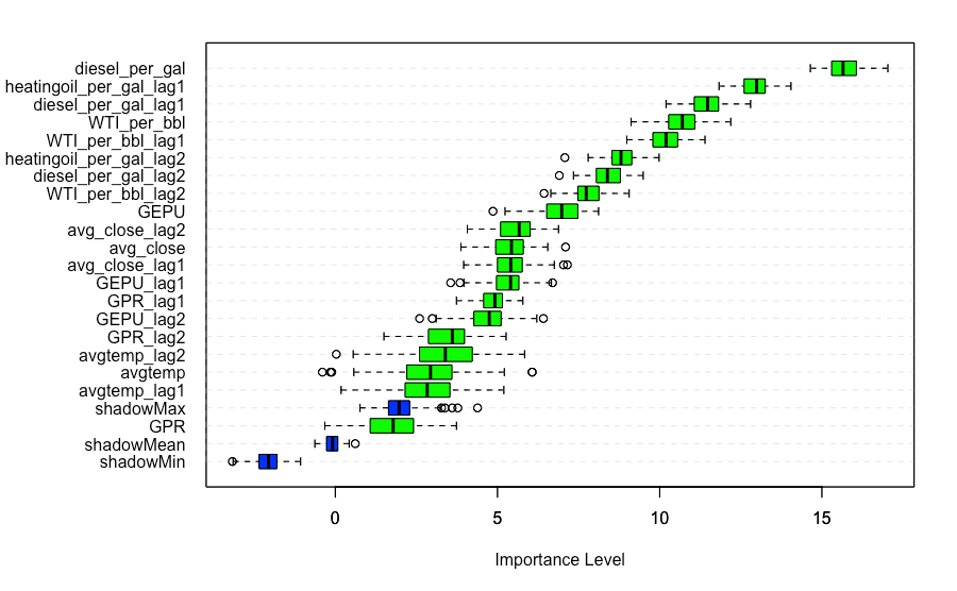 diesel_per_gal
heatingoil_per_gal_lag1
diesel_per_gal_lag1
WTI_per_bbl
WTI_per_bbl_lag1
heatingoil_per_gal_lag2
diesel_per_gal_lag2
WTI_per_bbl_lag2
GEPU
avg_close_lag2
avg_close
avg_close_lag1
GEPU_lag1
GPR_lag1
GEPU_lag2
GPR_lag2
avgtemp_lag2
avgtemp
avgtemp_lag1
shadowMax
GPR
shadowMean
shadowMin
0 5 10 15
Importance Level